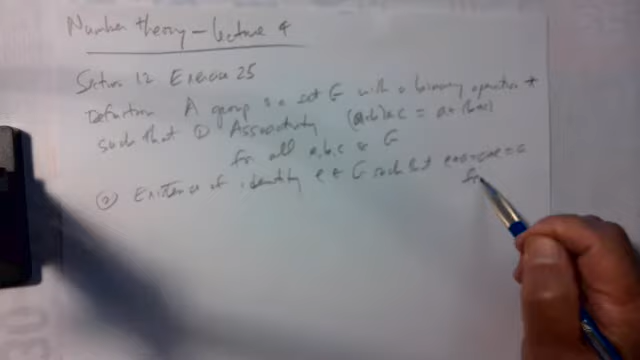 Number theory - lecture 4
Section 12 Exercise 25
Definition A group is a set G with a binary operation *
such that ① Associativity (a*b)*c = a*(b*c)
for all a,b,c ∈ G
② Existence of identity e ∈ G such that e*a=a*e=a
for